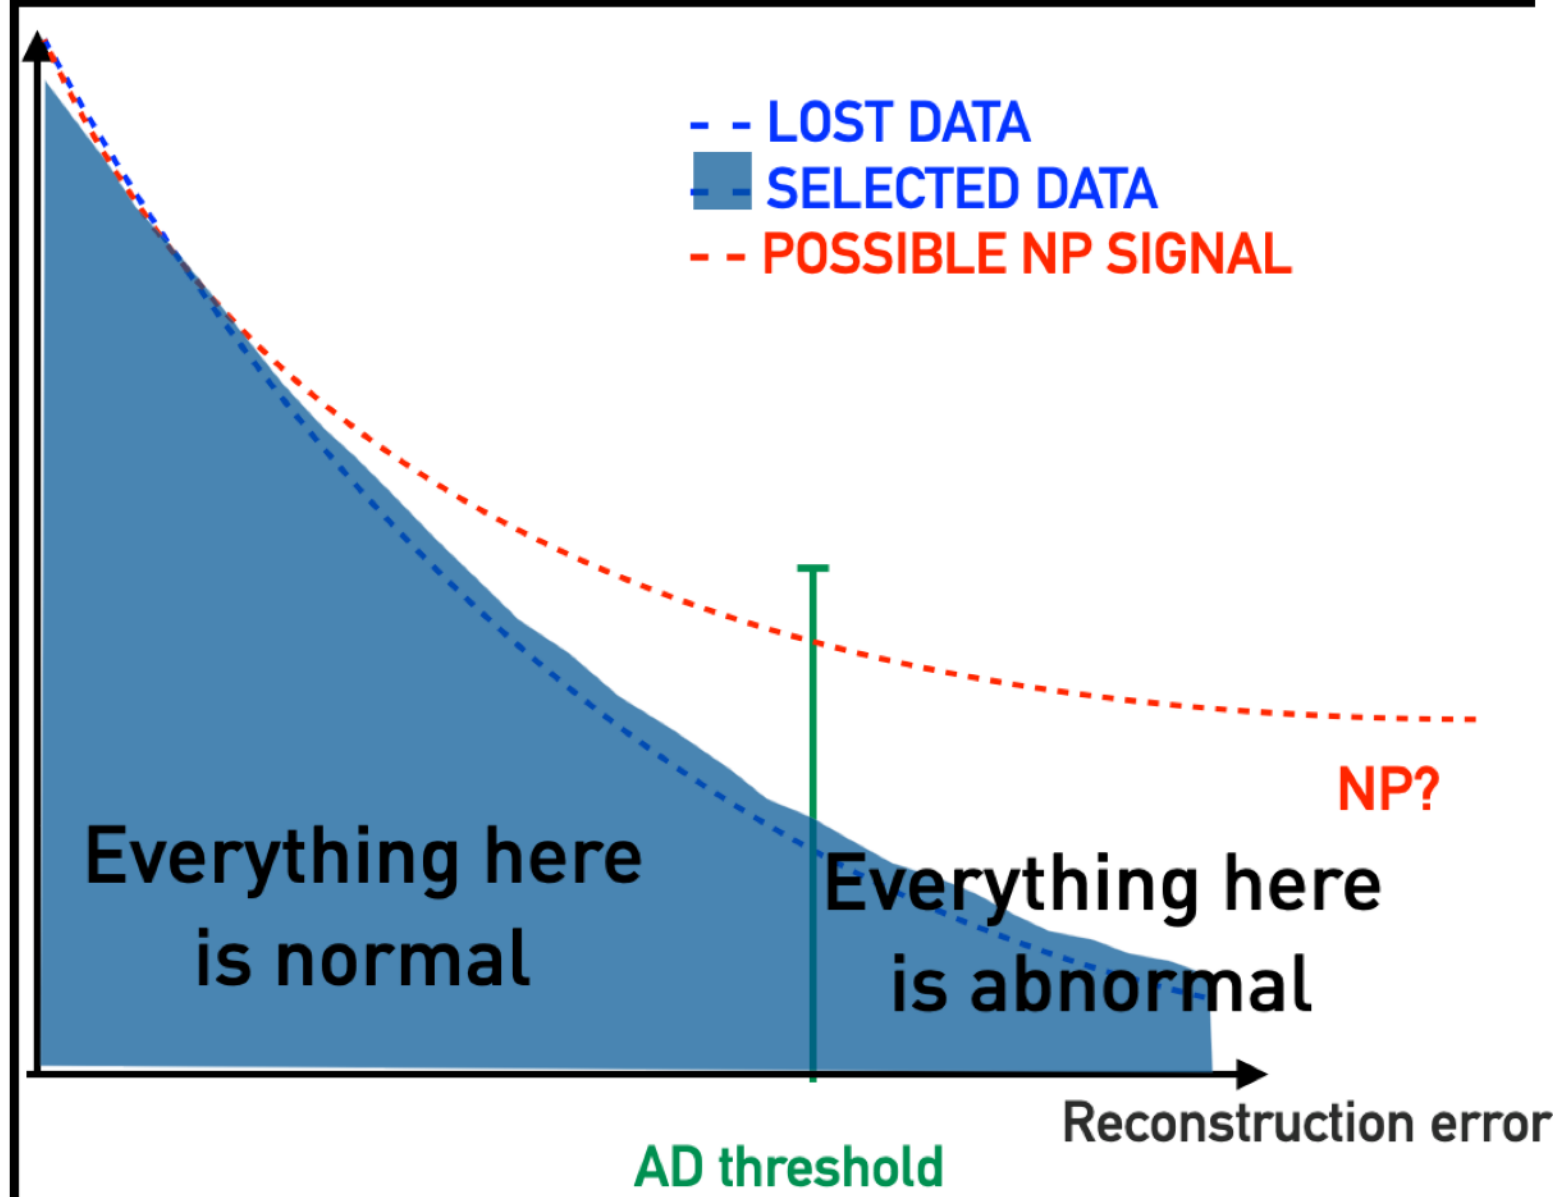 LOST DATA
SELECTED DATA
POSSIBLE NP SIGNAL
NP?
Everything here
is normal
Everything here
is abnormal
Reconstruction error
AD threshold